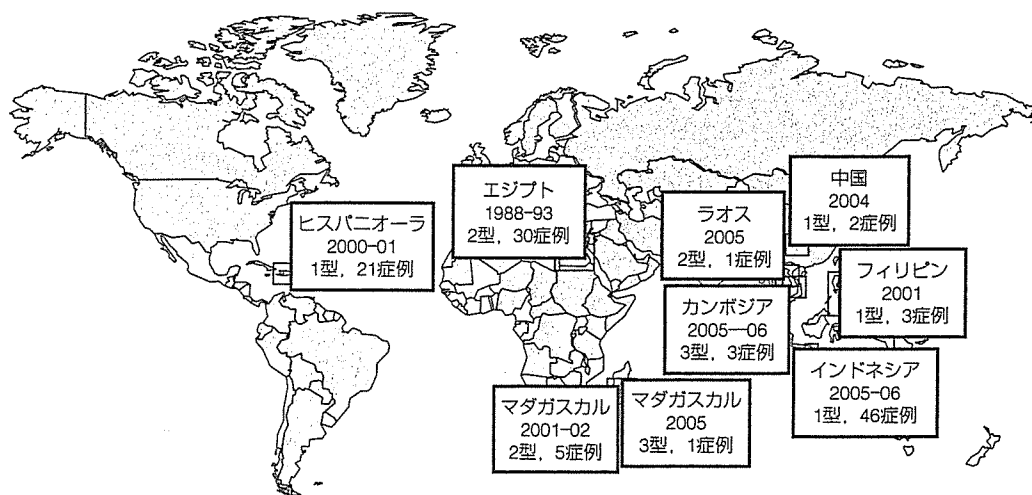 ヒスパニオーラ
2000-01
1型，21症例
エジプト
1988-93
2型，30症例
ラオス
2005
2型，1症例
中国
2004
1型，2症例
フィリピン
2001
1型，3症例
カンボジア
2005—06
3型，3症例
インドネシア
2005-06
1型，46症例
マダガスカル
2001-02
2型，5症例
マダガスカル
2005
3型，1症例